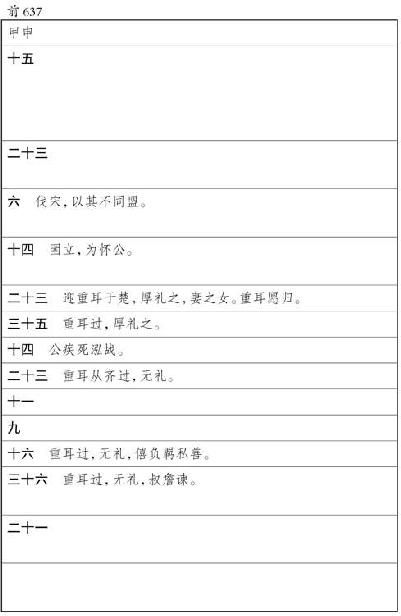 前 637
甲申
十五
二十三
六 伐宋，以其不同盟。
十四 圉立，为怀公。
二十三 迎重耳于楚，厚礼之，妻之女。重耳愿归。
三十五 重耳过，厚礼之。
十四 公疾死泓战。
二十三 重耳从齐过，无礼。
十一
九
十六 重耳过，无礼，僖负羁私善。
三十六 重耳过，无礼，叔詹谏。
二十一